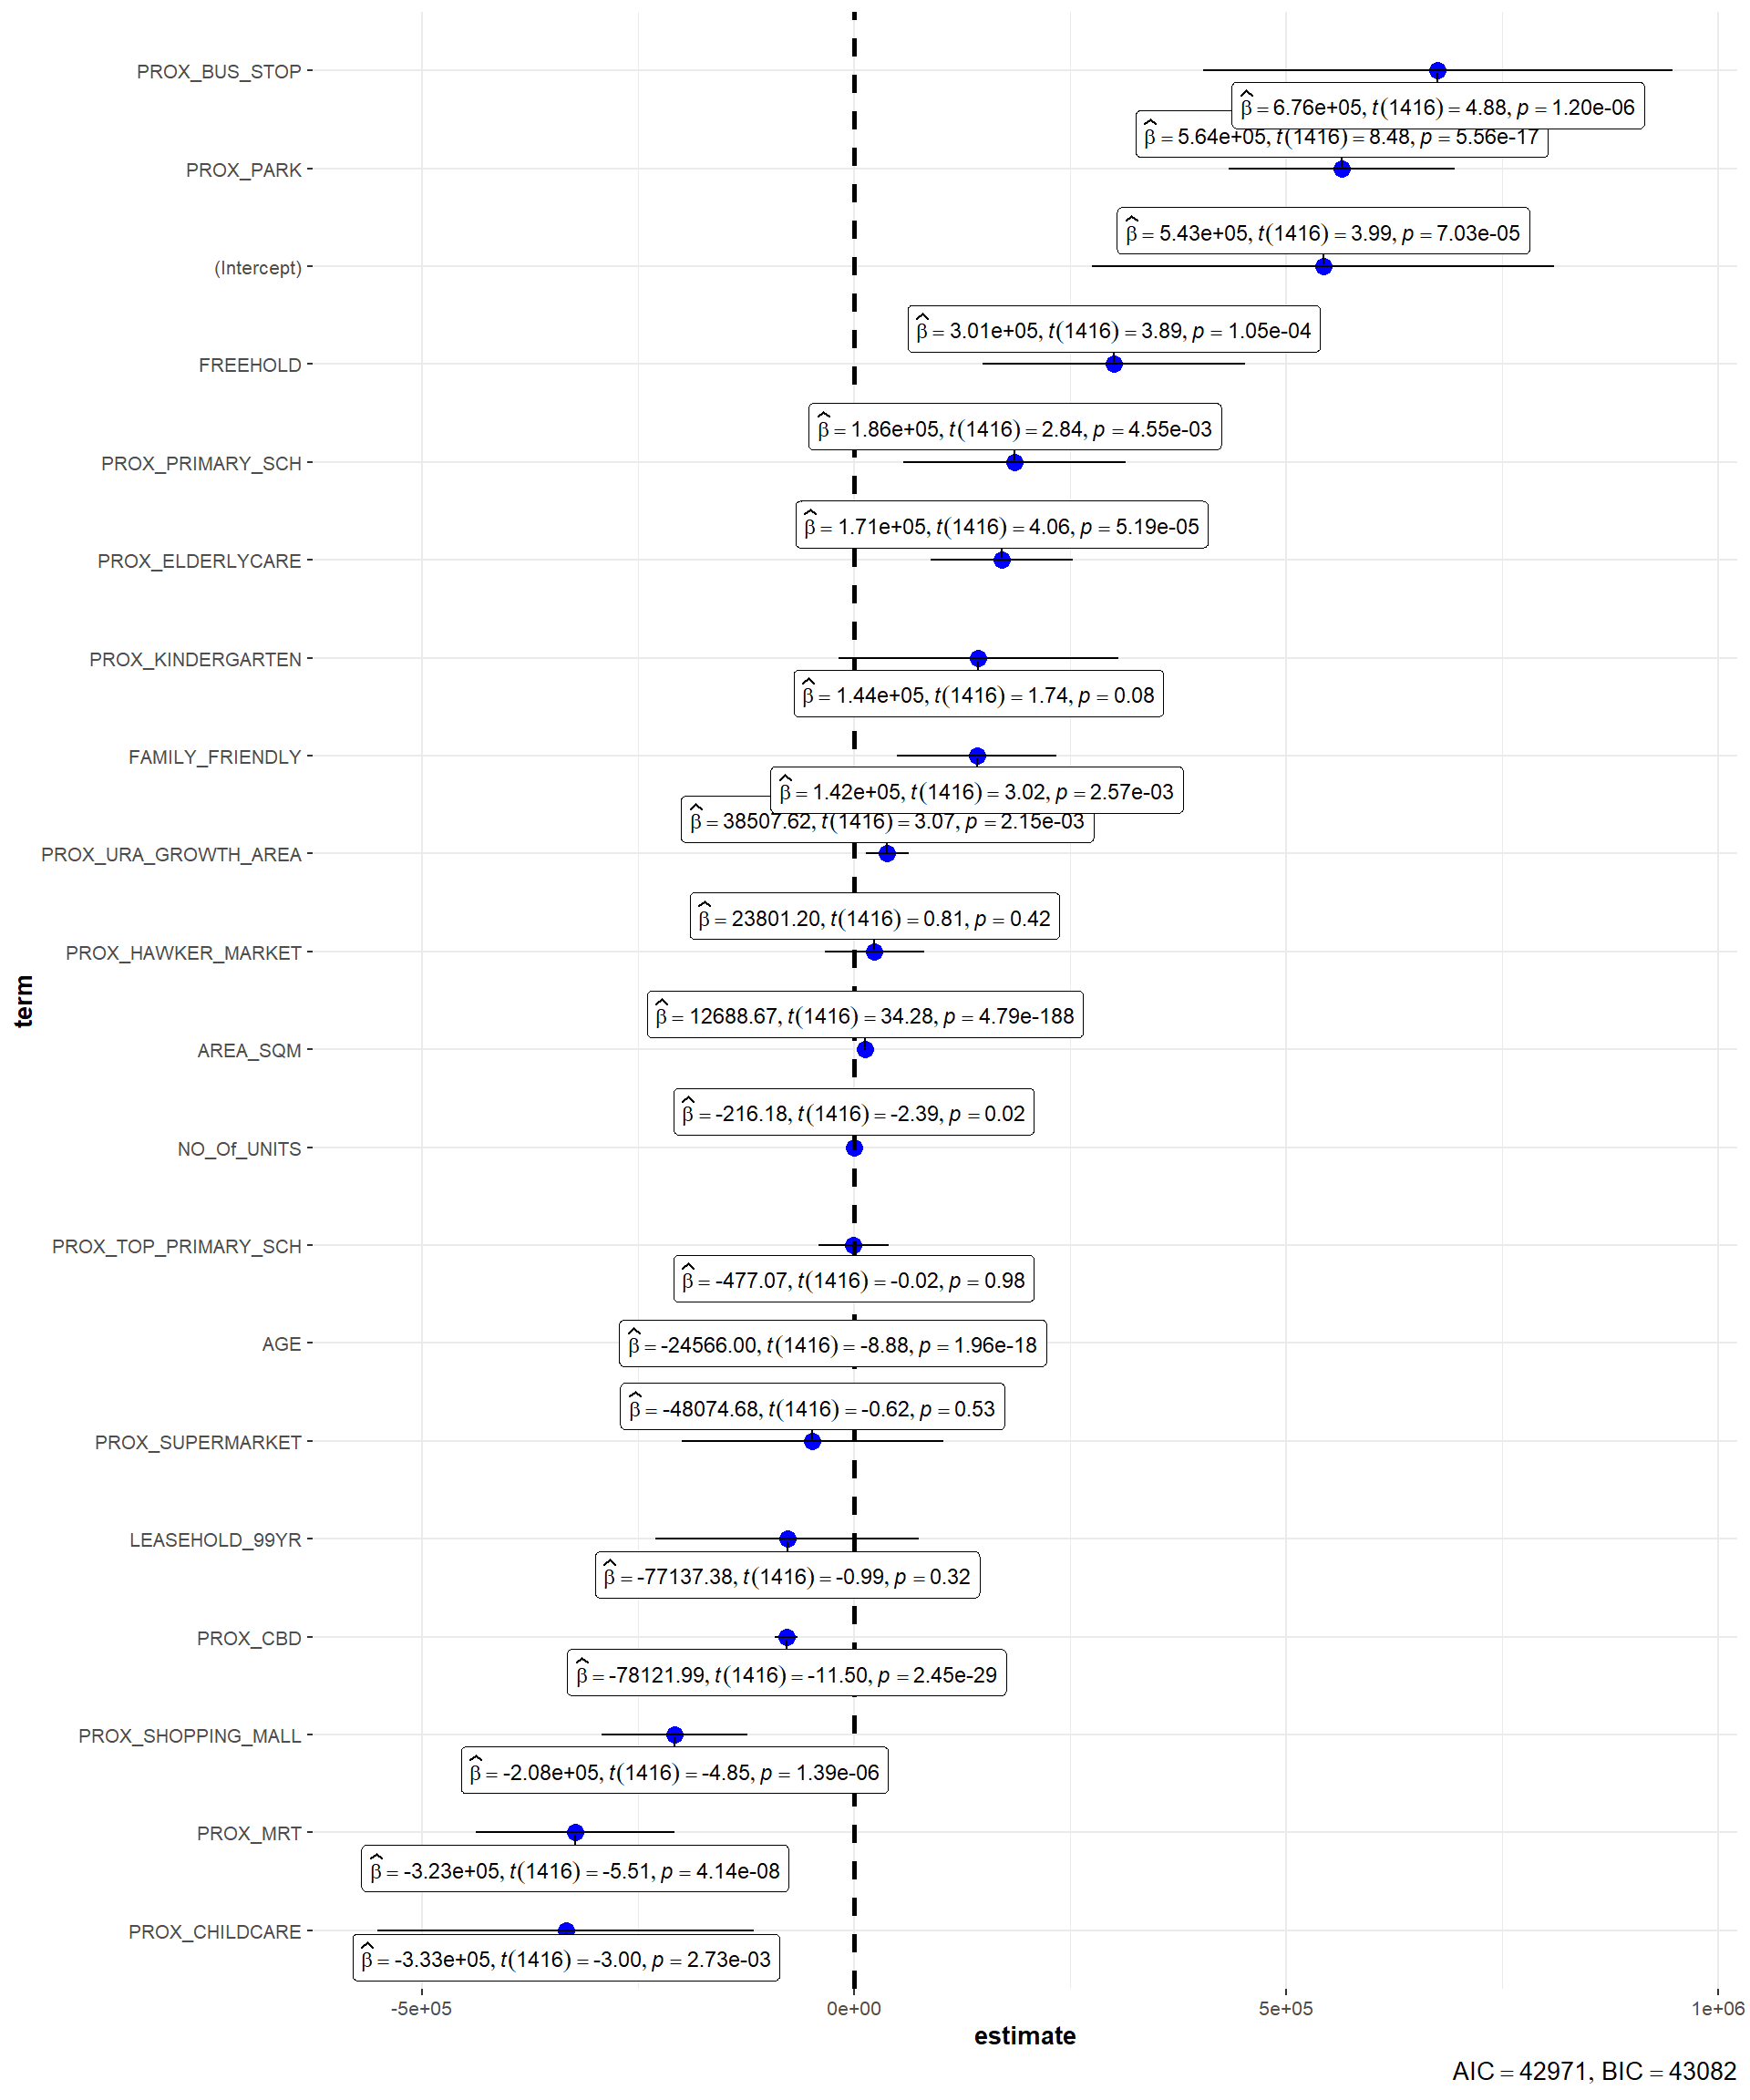 PROX_BUS_STOP
β̂ = 6.76e+05, t(1416) = 4.88, p = 1.20e-06
β̂ = 5.64e+05, t(1416) = 8.48, p = 5.56e-17
PROX_PARK
β̂ = 5.43e+05, t(1416) = 3.99, p = 7.03e-05
(Intercept)
β̂ = 3.01e+05, t(1416) = 3.89, p = 1.05e-04
FREEHOLD
β̂ = 1.86e+05, t(1416) = 2.84, p = 4.55e-03
PROX_PRIMARY_SCH
β̂ = 1.71e+05, t(1416) = 4.06, p = 5.19e-05
PROX_ELDERLYCARE
PROX_KINDERGARTEN
β̂ = 1.44e+05, t(1416) = 1.74, p = 0.08
FAMILY_FRIENDLY
β̂ = 1.42e+05, t(1416) = 3.02, p = 2.57e-03
β̂ = 38507.62, t(1416) = 3.07, p = 2.15e-03
PROX_URA_GROWTH_AREA
β̂ = 23801.20, t(1416) = 0.81, p = 0.42
PROX_HAWKER_MARKET
term
β̂ = 12688.67, t(1416) = 34.28, p = 4.79e-188
AREA_SQM
β̂ = -216.18, t(1416) = -2.39, p = 0.02
NO_Of_UNITS
PROX_TOP_PRIMARY_SCH
β̂ = -477.07, t(1416) = -0.02, p = 0.98
AGE
β̂ = -24566.00, t(1416) = -8.88, p = 1.96e-18
β̂ = -48074.68, t(1416) = -0.62, p = 0.53
PROX_SUPERMARKET
LEASEHOLD_99YR
β̂ = -77137.38, t(1416) = -0.99, p = 0.32
PROX_CBD
β̂ = -78121.99, t(1416) = -11.50, p = 2.45e-29
PROX_SHOPPING_MALL
β̂ = -2.08e+05, t(1416) = -4.85, p = 1.39e-06
PROX_MRT
β̂ = -3.23e+05, t(1416) = -5.51, p = 4.14e-08
PROX_CHILDCARE
β̂ = -3.33e+05, t(1416) = -3.00, p = 2.73e-03
-5e+05
0e+00
5e+05
1e+06
estimate
AIC = 42971, BIC = 43082